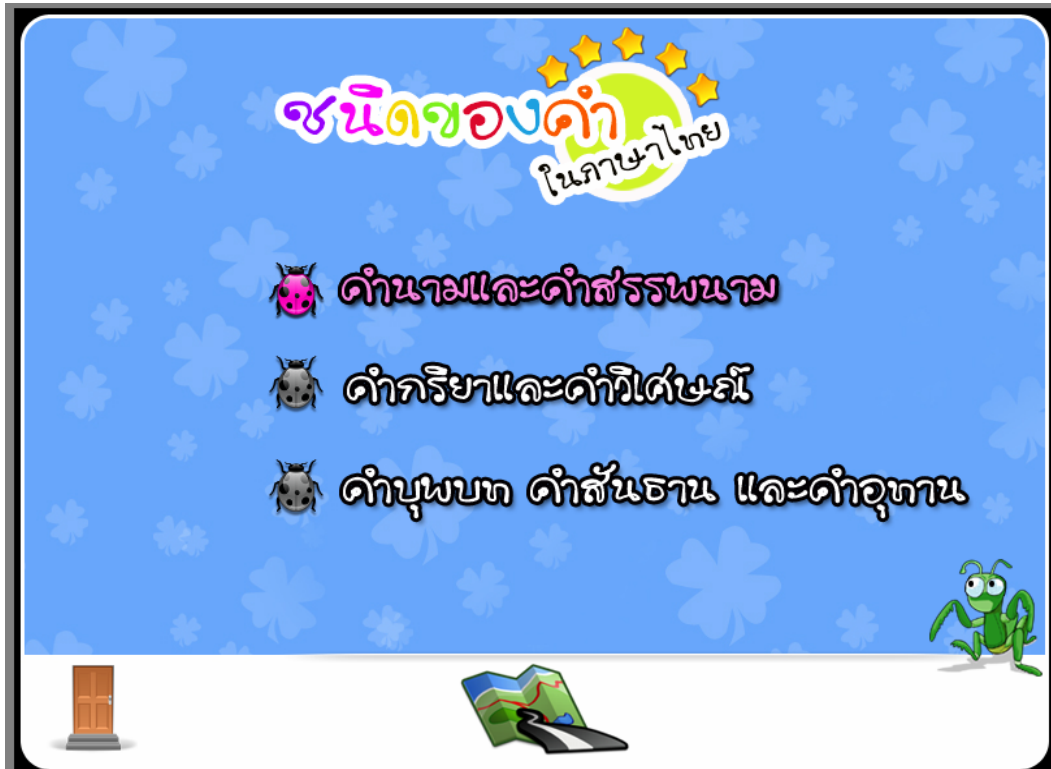 ชนิดของคำ
ในภาษาไทย
คำนามและคำสรรพนาม
คำกริยาและคำวิเศษณ์
คำบุพบท คำสันธาน และคำอุทาน